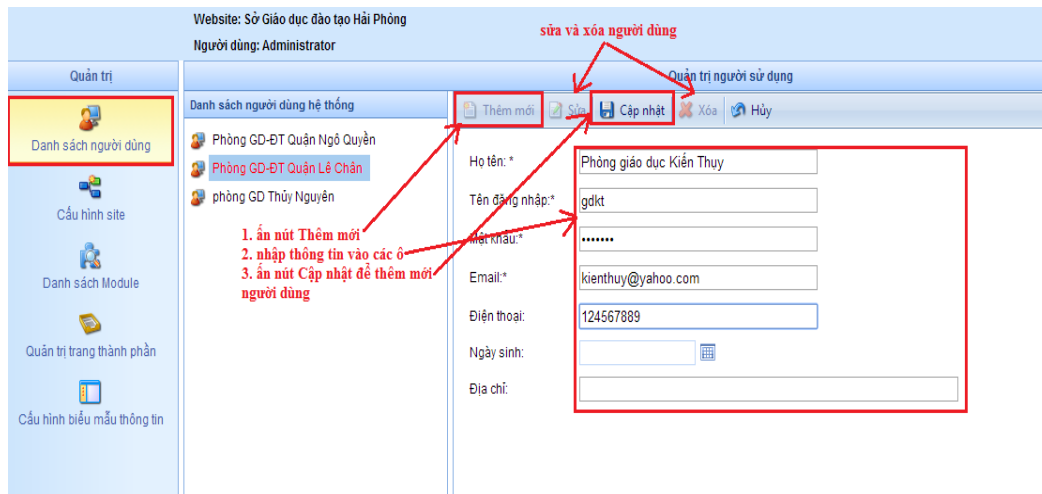 Website: Sở Giáo dục đào tạo Hải Phòng
Người dùng: Administrator
sửa và xóa người dùng
Quản trị
Quản trị người sử dụng
Danh sách người dùng
Cấu hình site
Danh sách Module
Quản trị trang thành phần
Cấu hình biểu mẫu thông tin
Danh sách người dùng hệ thống
Phòng GD-ĐT Quận Ngô Quyền
Phòng GD-ĐT Quận Lê Chân
phòng GD Thủy Nguyên
1. ấn nút Thêm mới
2. nhập thông tin vào các ô
3. ấn nút Cập nhật để thêm mới
người dùng
Thêm mới Sửa Cập nhật Xóa Hủy
Họ tên: * Phòng giáo dục Kiến Thụy
Tên đăng nhập:* gdkt
Mật khẩu:* •••••••
Email:* kienthuy@yahoo.com
Điện thoại: 124567889
Ngày sinh:
Địa chỉ: